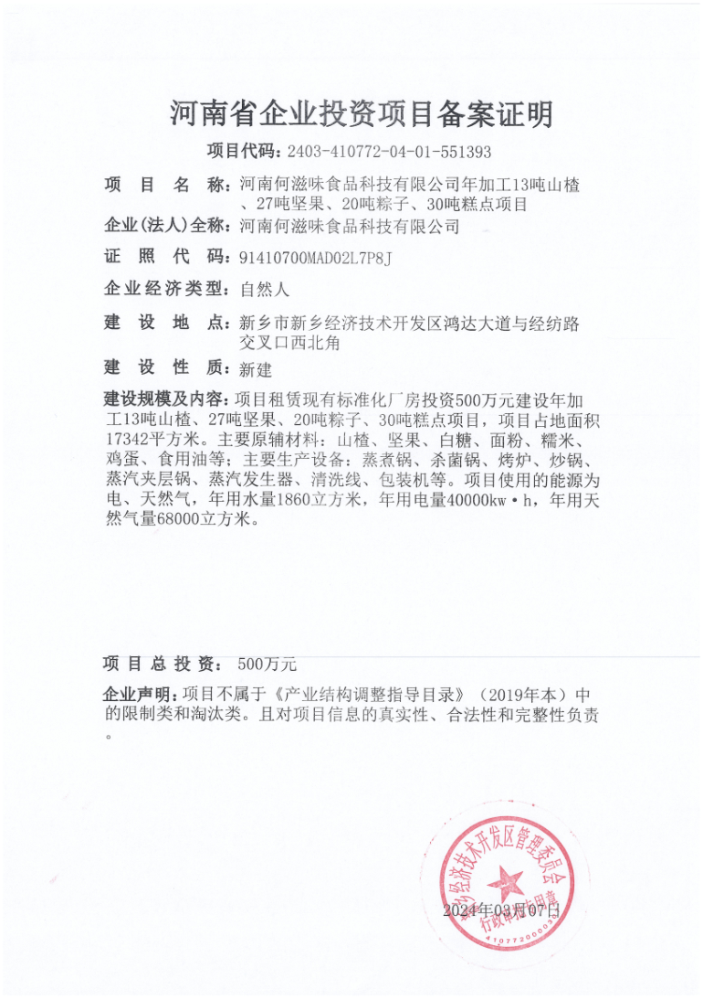 河南省企业投资项目备案证明
项目代码：2403-410772-04-01-551393
项目名称：河南何滋味食品科技有限公司年加工13吨山楂
、27吨坚果、20吨粽子、30吨糕点项目
企业(法人)全称：河南何滋味食品科技有限公司
证照代码：91410700MAD02L7P8J
企业经济类型：自然人
建设地点：新乡市新乡经济技术开发区鸿达大道与经纺路
交叉口西北角
建设性质：新建
建设规模及内容：项目租赁现有标准化厂房投资500万元建设年加
工13吨山楂、27吨坚果、20吨粽子、30吨糕点项目，项目占地面积
17342平方米。主要原辅材料：山楂、坚果、白糖、面粉、糯米、
鸡蛋、食用油等；主要生产设备：蒸煮锅、杀菌锅、烤炉、炒锅、
蒸汽夹层锅、蒸汽发生器、清洗线、包装机等。项目使用的能源为
电、天然气，年用水量1860立方米，年用电量40000kw·h，年用天
然气量68000立方米。
项目总投资：500万元
企业声明：项目不属于《产业结构调整指导目录》（2019年本）中
的限制类和淘汰类。且对项目信息的真实性、合法性和完整性负责
。
乡经济技术开发区管理委员会
2024年03月07日
行政审批专用章